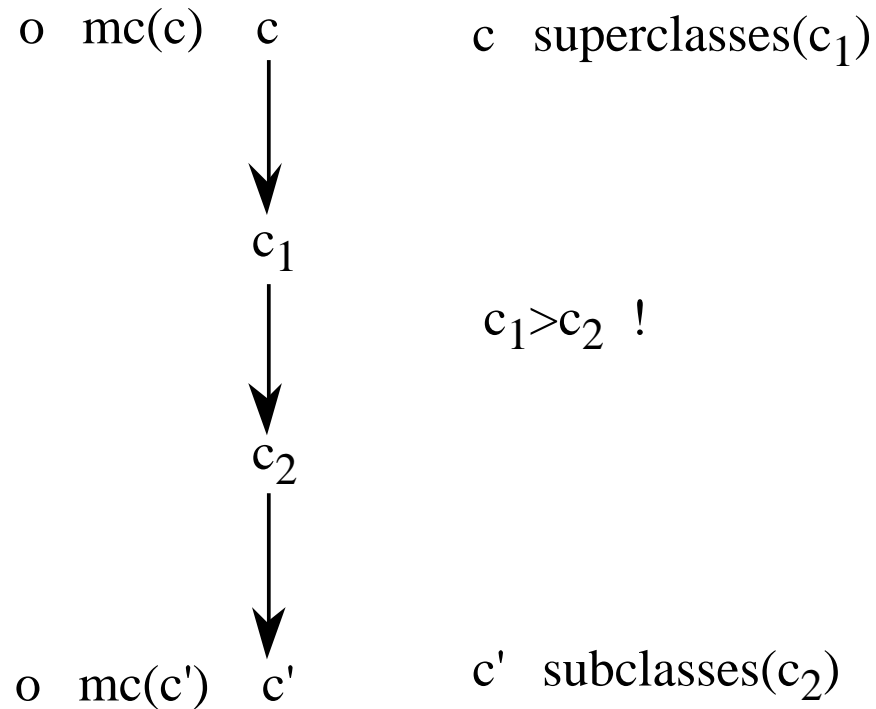 o mc(c) c c superclasses(c₁)
c₁
c₁>c₂ !
c₂
o mc(c') c' c' subclasses(c₂)